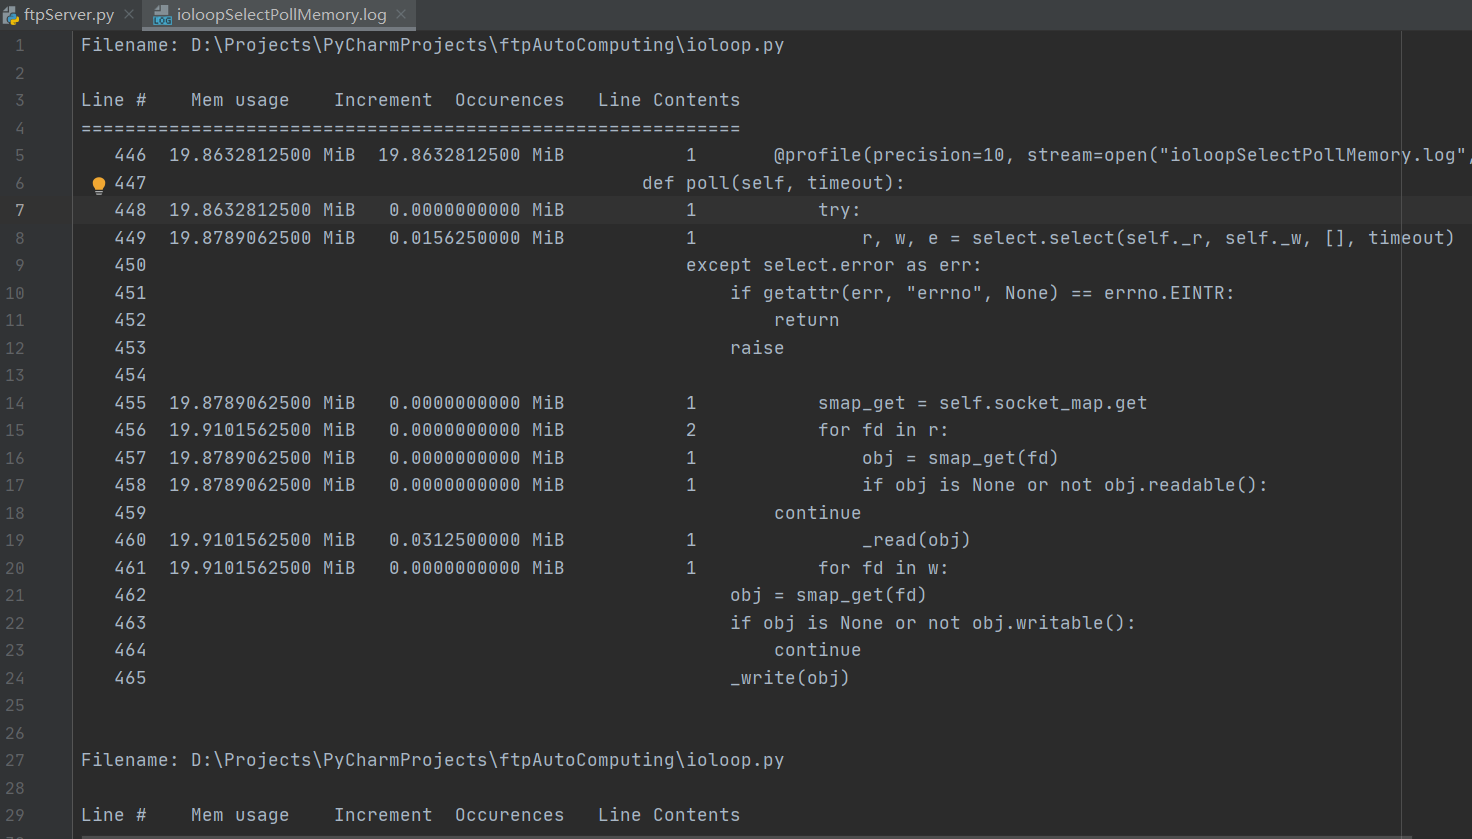 ftpServer.py ioloopSelectPollMemory.log
1 Filename: D:\Projects\PyCharmProjects\ftpAutoComputing\ioloop.py
2
3 Line # Mem usage Increment Occurences Line Contents
4 ============================================================
5 446 19.8632812500 MiB 19.8632812500 MiB 1 @profile(precision=10, stream=open("ioloopSelectPollMemory.log",
6 447 def poll(self, timeout):
7 448 19.8632812500 MiB 0.0000000000 MiB 1 try:
8 449 19.8789062500 MiB 0.0156250000 MiB 1 r, w, e = select.select(self._r, self._w, [], timeout)
9 450 except select.error as err:
10 451 if getattr(err, "errno", None) == errno.EINTR:
11 452 return
12 453 raise
13 454
14 455 19.8789062500 MiB 0.0000000000 MiB 1 smap_get = self.socket_map.get
15 456 19.9101562500 MiB 0.0000000000 MiB 2 for fd in r:
16 457 19.8789062500 MiB 0.0000000000 MiB 1 obj = smap_get(fd)
17 458 19.8789062500 MiB 0.0000000000 MiB 1 if obj is None or not obj.readable():
18 459 continue
19 460 19.9101562500 MiB 0.0312500000 MiB 1 _read(obj)
20 461 19.9101562500 MiB 0.0000000000 MiB 1 for fd in w:
21 462 obj = smap_get(fd)
22 463 if obj is None or not obj.writable():
23 464 continue
24 465 _write(obj)
25
26
27 Filename: D:\Projects\PyCharmProjects\ftpAutoComputing\ioloop.py
28
29 Line # Mem usage Increment Occurences Line Contents